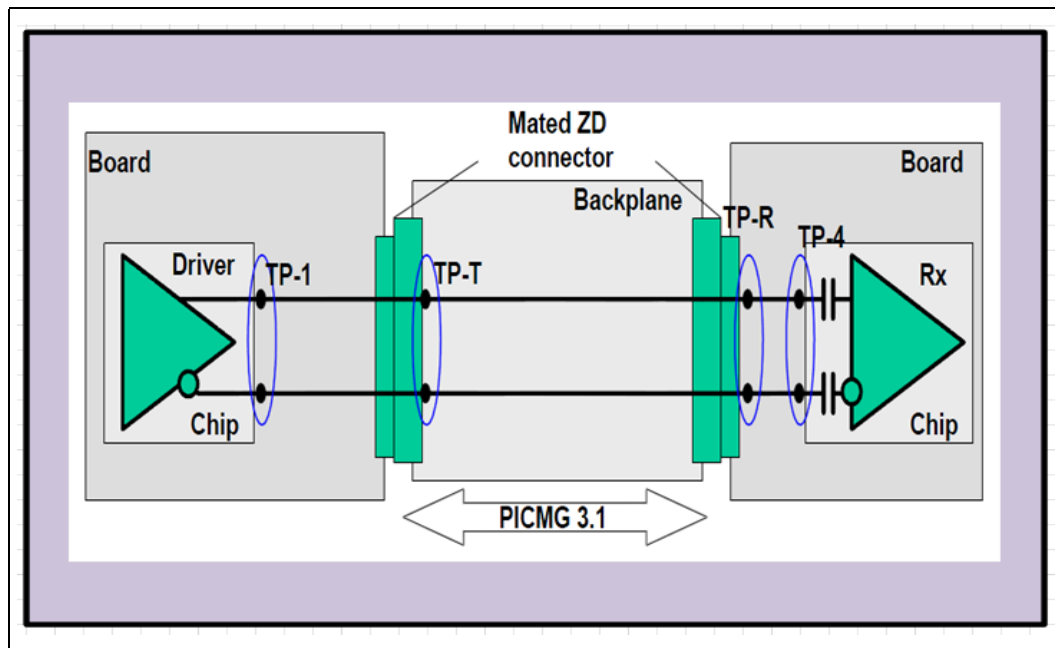 Mated ZD
connector
Board
Board
Backplane
TP-R
TP-4
Driver
TP-1
TP-T
Rx
Chip
Chip
PICMG 3.1